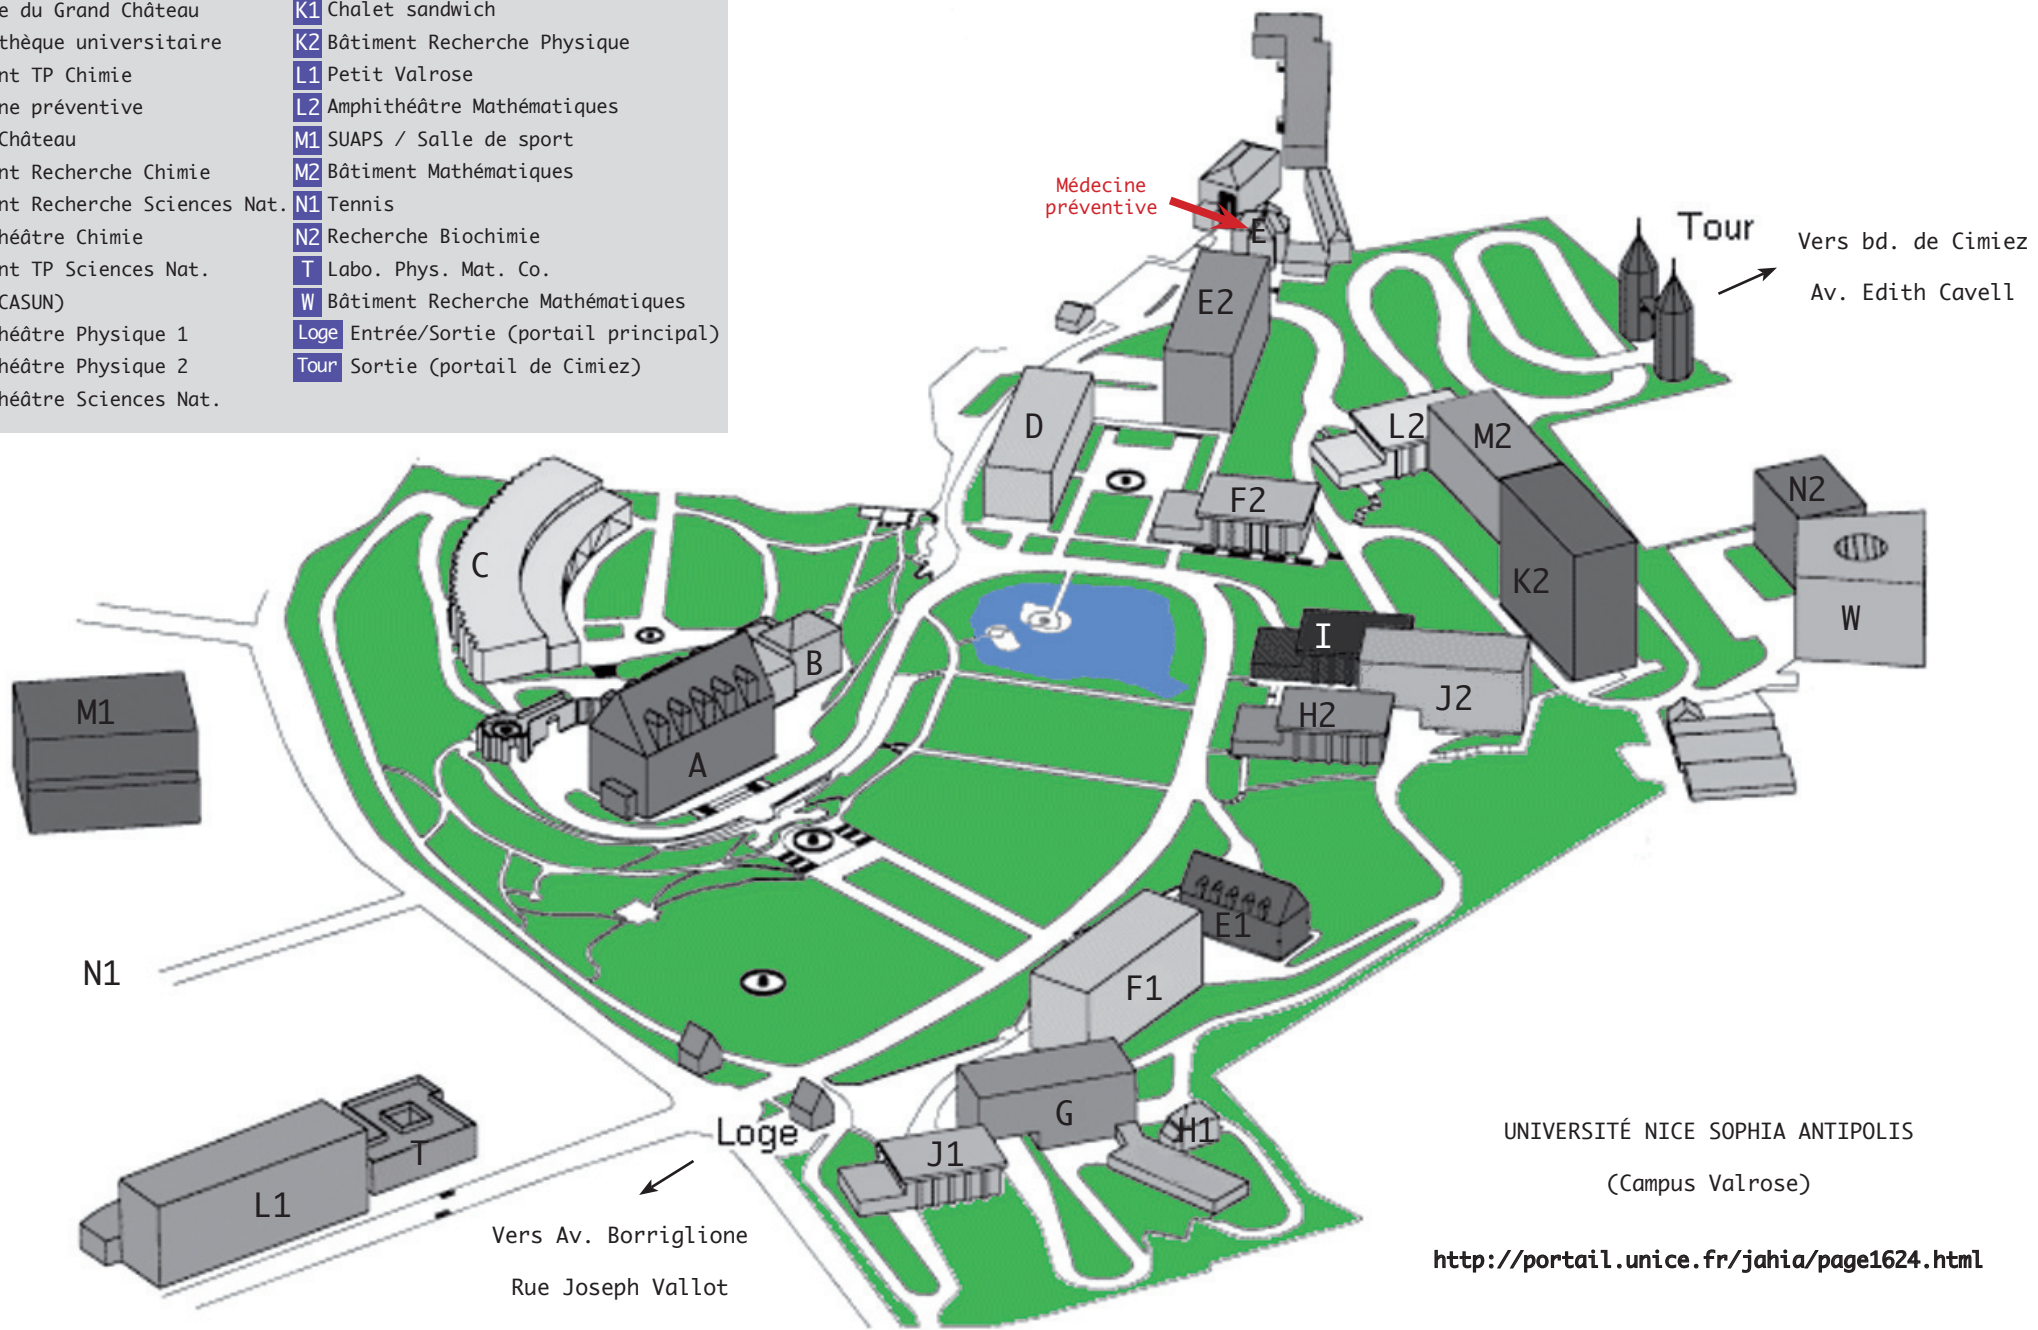 e du Grand Château
thèque universitaire
nt TP Chimie
ne préventive
Château
nt Recherche Chimie
nt Recherche Sciences Nat.
héâtre Chimie
nt TP Sciences Nat.
CASUN)
héâtre Physique 1
héâtre Physique 2
héâtre Sciences Nat.
K1 Chalet sandwich
K2 Bâtiment Recherche Physique
L1 Petit Valrose
L2 Amphithéâtre Mathématiques
M1 SUAPS / Salle de sport
M2 Bâtiment Mathématiques
N1 Tennis
N2 Recherche Biochimie
T Labo. Phys. Mat. Co.
W Bâtiment Recherche Mathématiques
Loge Entrée/Sortie (portail principal)
Tour Sortie (portail de Cimiez)
Médecine
préventive
E
Tour
Vers bd. de Cimiez
Av. Edith Cavell
E2
D
L2
M2
F2
N2
C
K2
W
I
B
J2
M1
H2
A
E1
N1
F1
G
H1
Loge
J1
T
L1
Vers Av. Borriglione
Rue Joseph Vallot
UNIVERSITÉ NICE SOPHIA ANTIPOLIS
(Campus Valrose)
http://portail.unice.fr/jahia/page1624.html